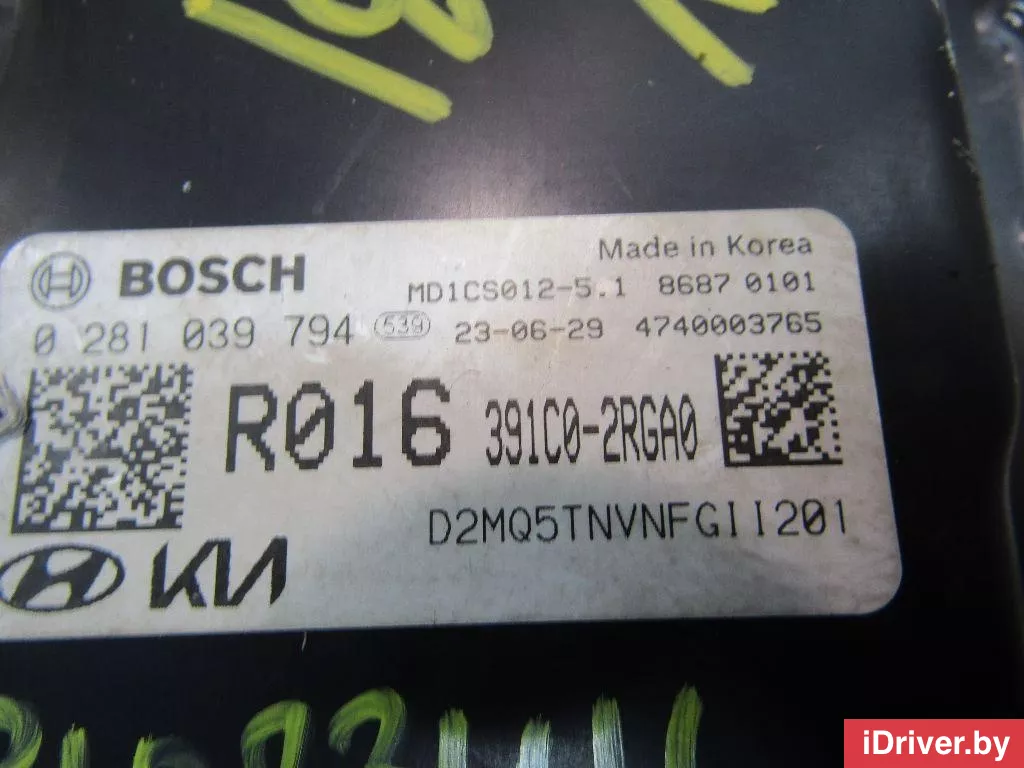 Made in Korea
BOSCH MD1CS012-5.1 8687 0101
0 281 039 794 539 23-06-29 4740003765
R016 391C0-2RGA0
D2MQ5TNVNFGII201
KIA
iDriver.by